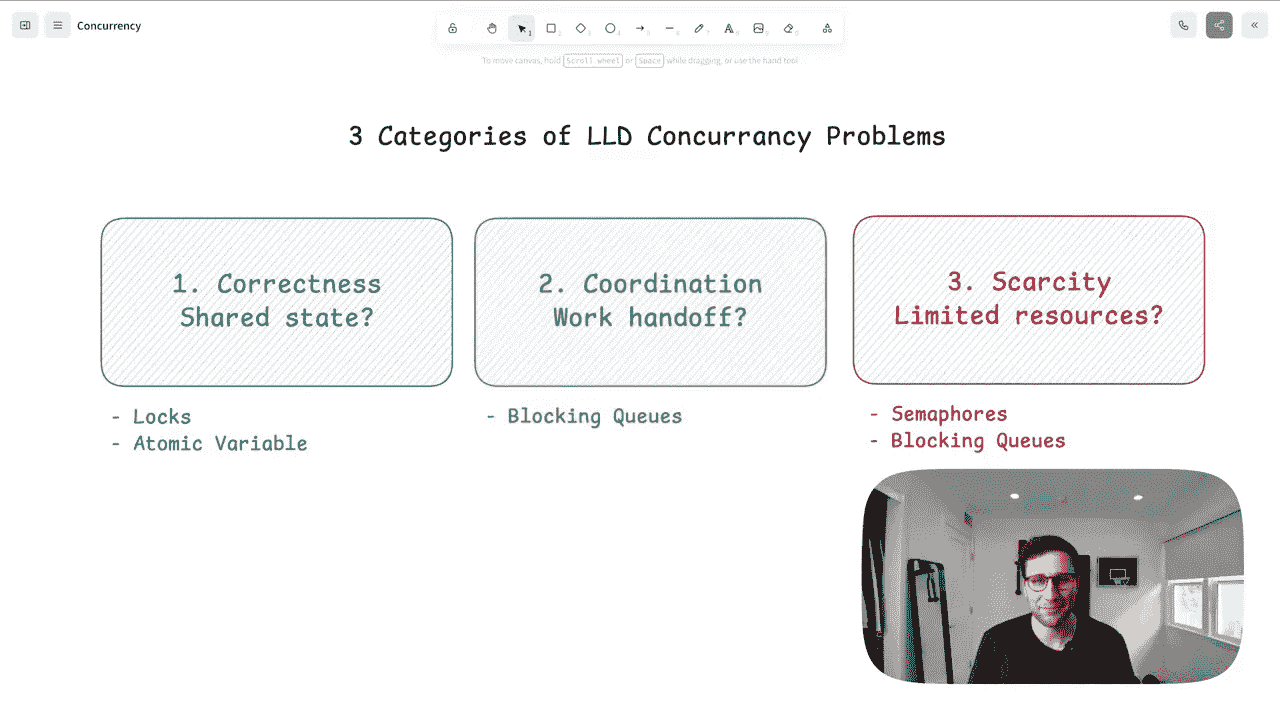 Concurrency
To move canvas, hold Scroll wheel or Space while dragging, or use the hand tool
3 Categories of LLD Concurrancy Problems
1. Correctness
Shared state?
2. Coordination
Work handoff?
3. Scarcity
Limited resources?
- Locks
- Atomic Variable
- Blocking Queues
- Semaphores
- Blocking Queues